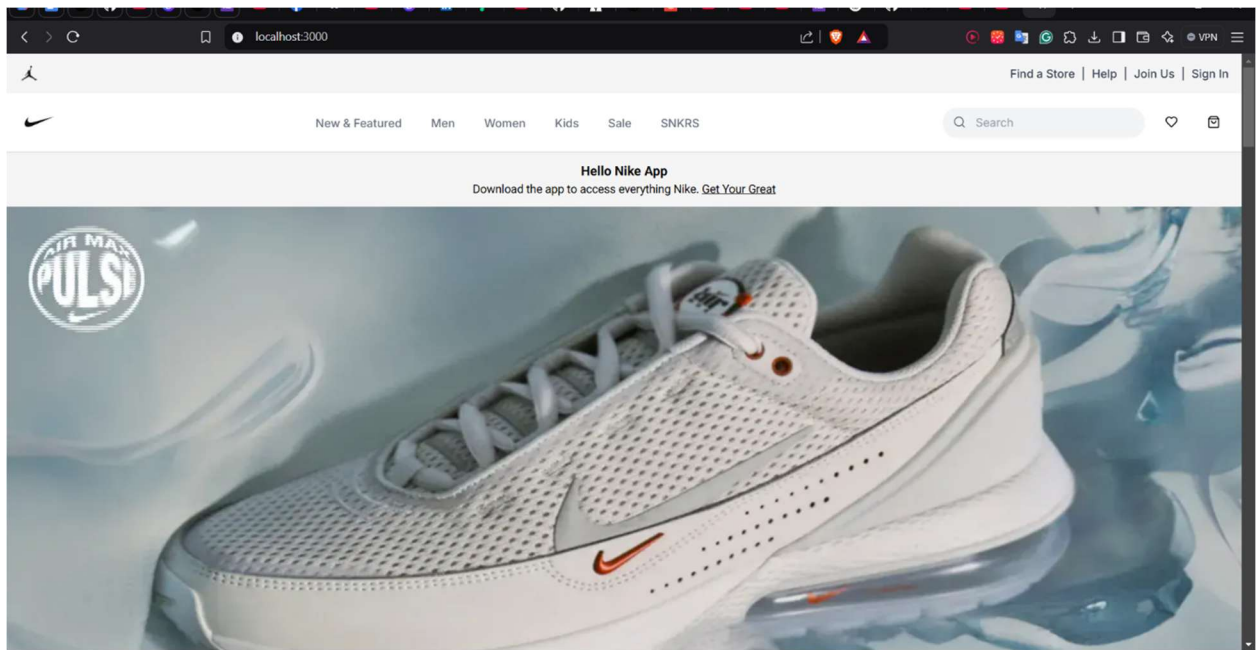 localhost:3000
VPN
Find a Store | Help | Join Us | Sign In
New & Featured Men Women Kids Sale SNKRS
Search
Hello Nike App
Download the app to access everything Nike. Get Your Great
AIR MAX
PULSE
air